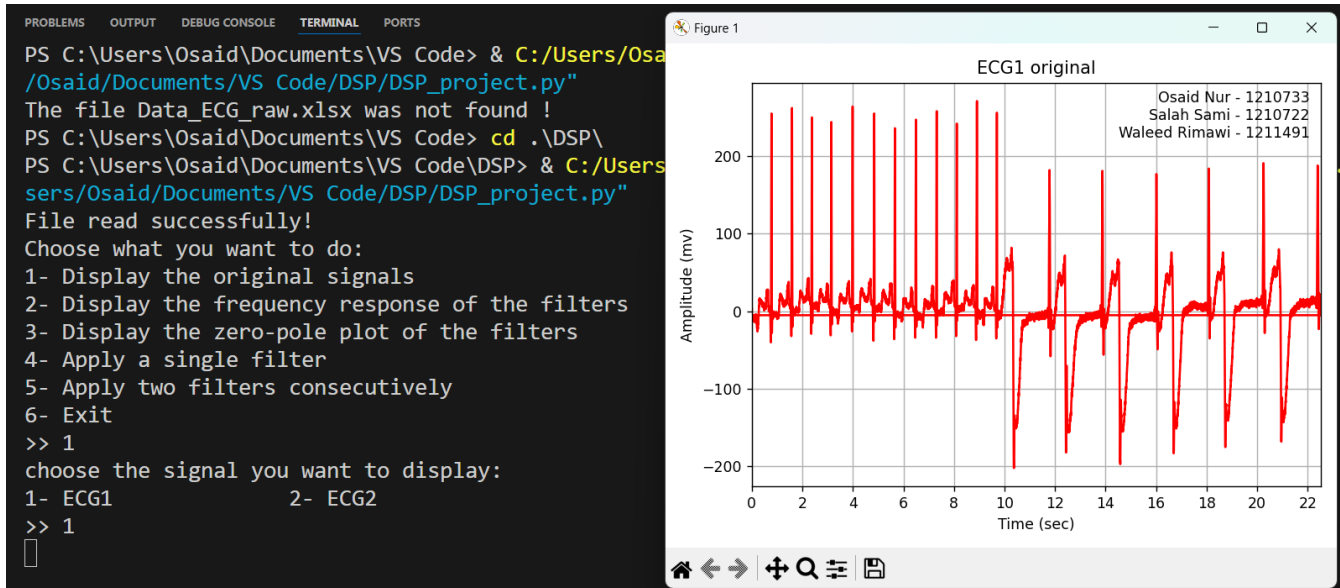 PROBLEMS OUTPUT DEBUG CONSOLE TERMINAL PORTS
PS C:\Users\Osaid\Documents\VS Code> & C:/Users/Osa
/Osaid/Documents/VS Code/DSP/DSP_project.py"
The file Data_ECG_raw.xlsx was not found !
PS C:\Users\Osaid\Documents\VS Code> cd .\DSP\
PS C:\Users\Osaid\Documents\VS Code\DSP> & C:/Users
sers/Osaid/Documents/VS Code/DSP/DSP_project.py"
File read successfully!
Choose what you want to do:
1- Display the original signals
2- Display the frequency response of the filters
3- Display the zero-pole plot of the filters
4- Apply a single filter
5- Apply two filters consecutively
6- Exit
>> 1
choose the signal you want to display:
1- ECG1 2- ECG2
>> 1
Figure 1
ECG1 original
Osaid Nur - 1210733
Salah Sami - 1210722
Waleed Rimawi - 1211491
Amplitude (mv)
200
100
0
−100
−200
0 2 4 6 8 10 12 14 16 18 20 22
Time (sec)